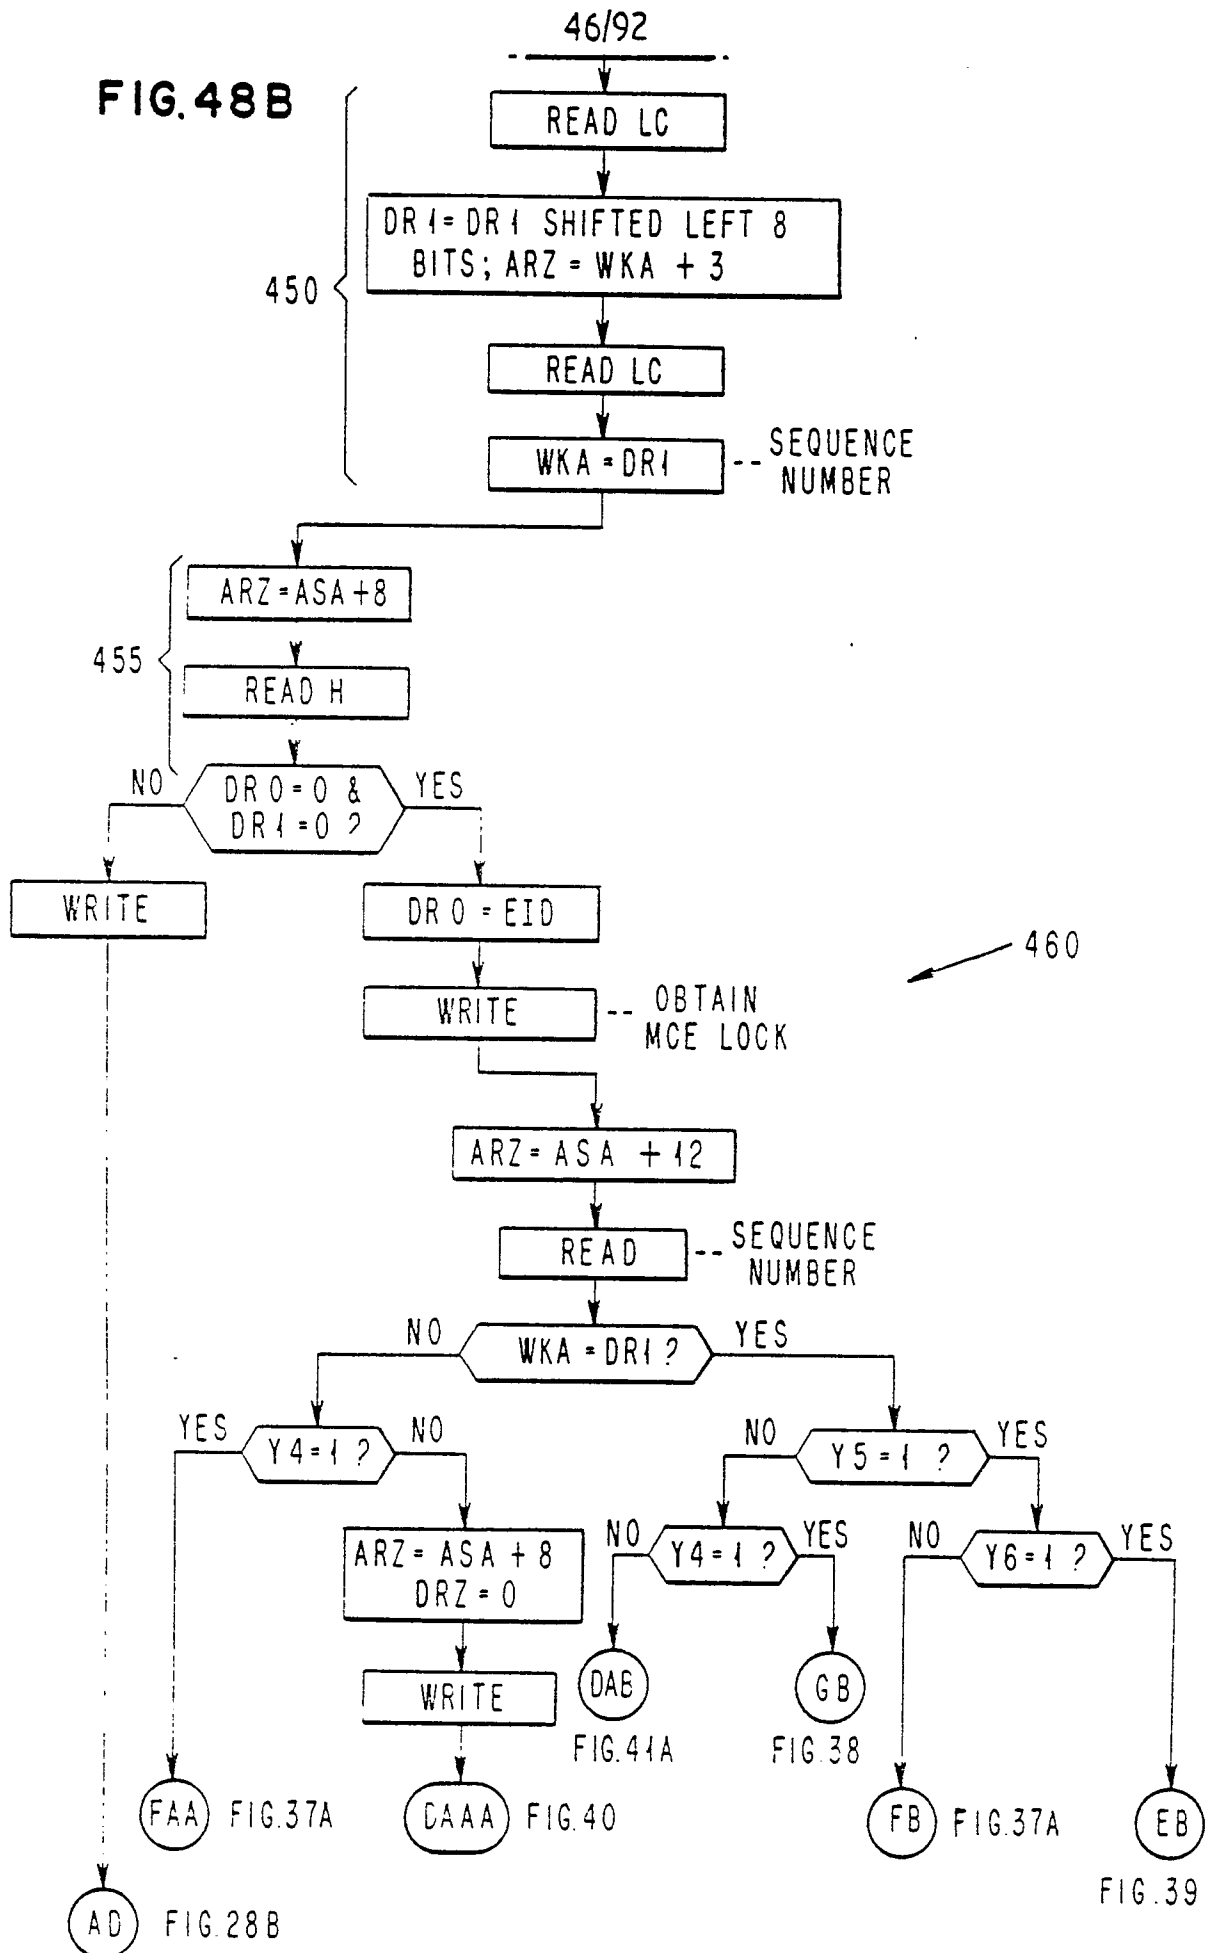 46/92
FIG. 48B
READ LC
DR1=DR1 SHIFTED LEFT 8
BITS; ARZ = WKA + 3
450
READ LC
WKA = DR1
-- SEQUENCE
NUMBER
ARZ=ASA+8
455
READ H
NO
DR0=0 &
DR1=0 ?
YES
WRITE
DR0 = EID
460
WRITE
-- OBTAIN
MCE LOCK
ARZ= ASA + 12
READ
-- SEQUENCE
NUMBER
NO
WKA = DR1 ?
YES
YES
Y4=1 ?
NO
NO
Y5=1 ?
YES
ARZ= ASA + 8
DRZ = 0
NO
Y4=1 ?
YES
NO
Y6=1 ?
YES
WRITE
DAB
GB
FIG.41A
FIG.38
FAA
FIG.37A
DAAA
FIG.40
FB
FIG.37A
EB
FIG.39
AD
FIG.28B